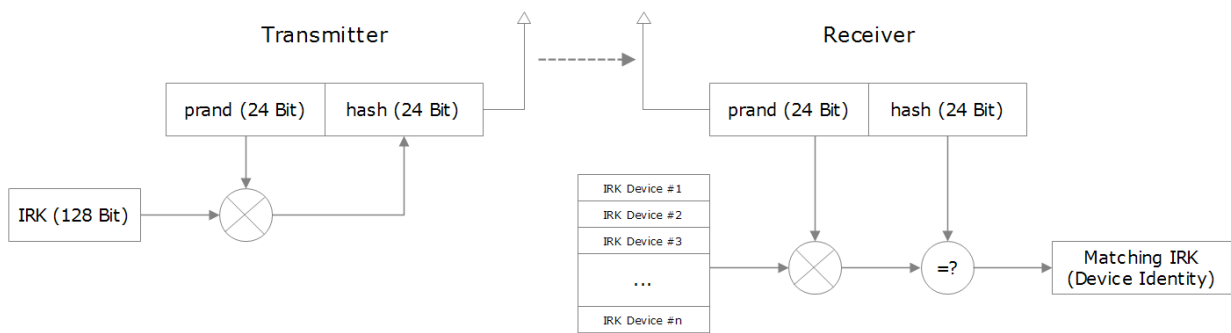 Transmitter
Receiver
prand (24 Bit)
hash (24 Bit)
prand (24 Bit)
hash (24 Bit)
IRK (128 Bit)
IRK Device #1
IRK Device #2
IRK Device #3
...
IRK Device #n
=?
Matching IRK
(Device Identity)